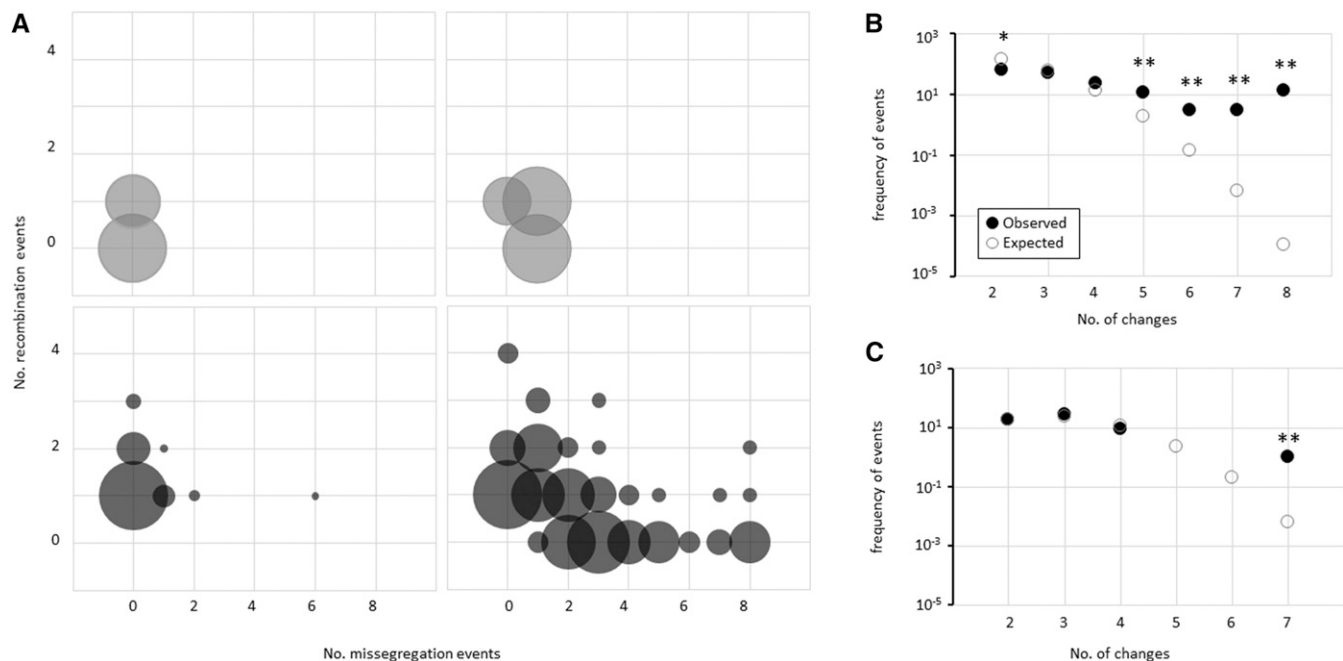 A
No. recombination events
4
2
0
4
2
0
0 2 4 6 8
0 2 4 6 8
No. missegregation events
B
frequency of events
10³
10¹
10⁻¹
10⁻³
10⁻⁵
* ** ** ** **
Observed
Expected
2 3 4 5 6 7 8
No. of changes
C
frequency of events
10³
10¹
10⁻¹
10⁻³
10⁻⁵
**
2 3 4 5 6 7
No. of changes